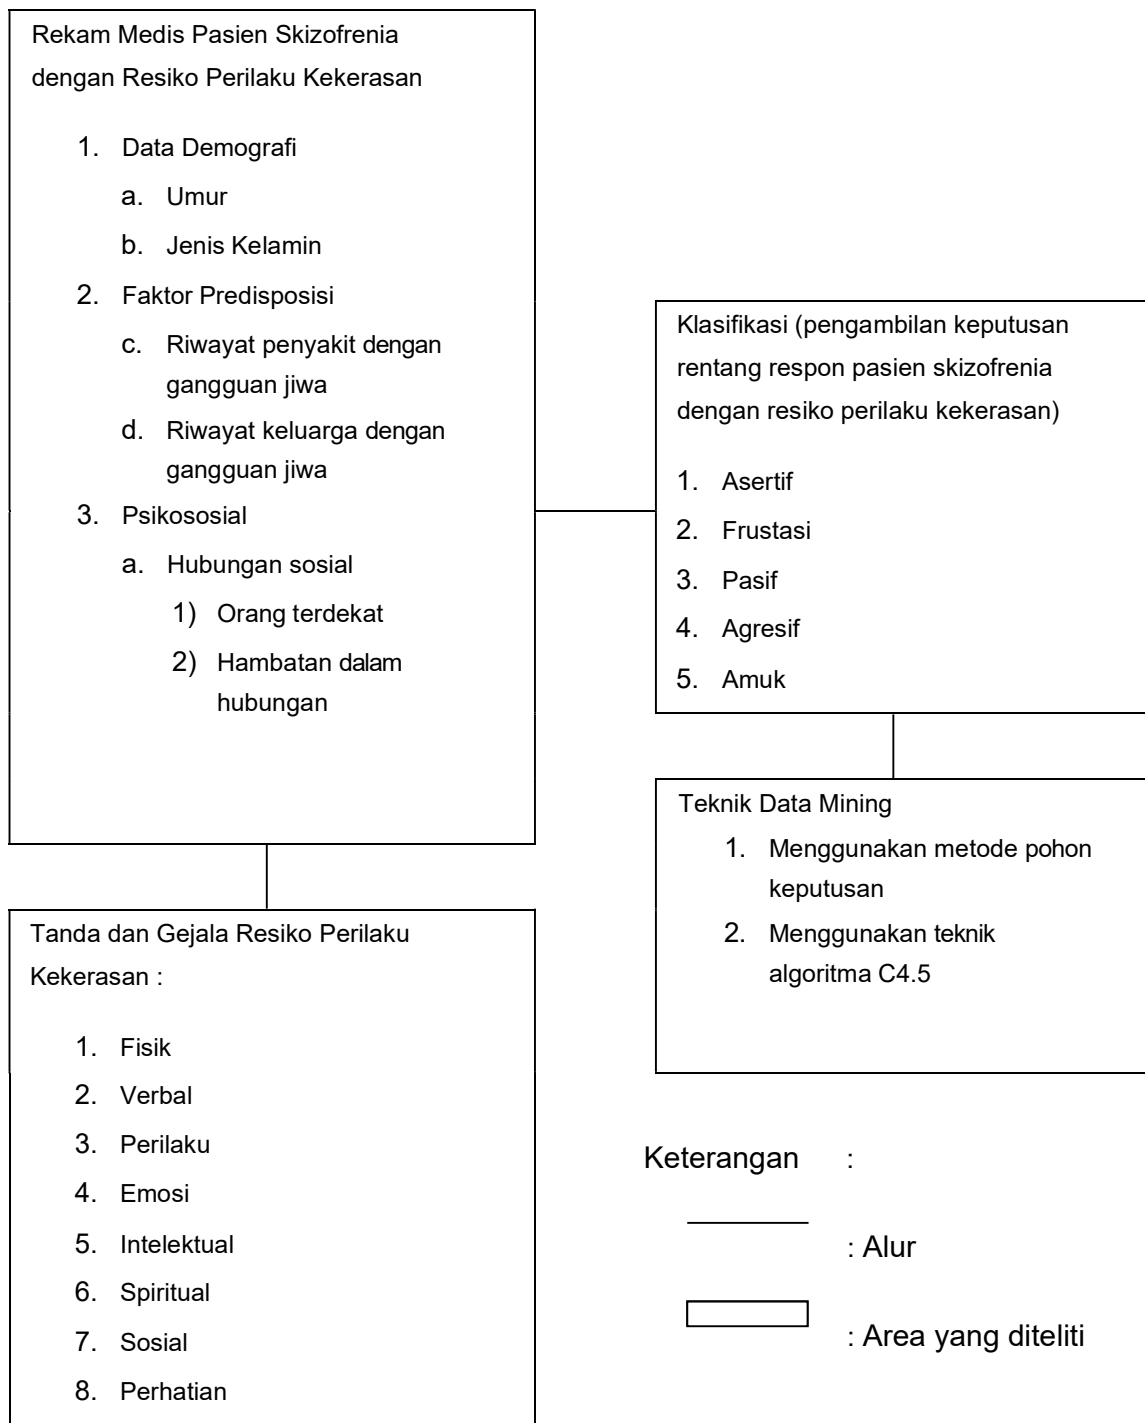 Rekam Medis Pasien Skizofrenia
dengan Resiko Perilaku Kekerasan
1. Data Demografi
a. Umur
b. Jenis Kelamin
2. Faktor Predisposisi
c. Riwayat penyakit dengan
gangguan jiwa
d. Riwayat keluarga dengan
gangguan jiwa
3. Psikososial
a. Hubungan sosial
1) Orang terdekat
2) Hambatan dalam
hubungan
Klasifikasi (pengambilan keputusan
rentang respon pasien skizofrenia
dengan resiko perilaku kekerasan)
1. Asertif
2. Frustasi
3. Pasif
4. Agresif
5. Amuk
Teknik Data Mining
1. Menggunakan metode pohon
keputusan
2. Menggunakan teknik
algoritma C4.5
Tanda dan Gejala Resiko Perilaku
Kekerasan :
1. Fisik
2. Verbal
3. Perilaku
4. Emosi
5. Intelektual
6. Spiritual
7. Sosial
8. Perhatian
Keterangan :
: Alur
: Area yang diteliti